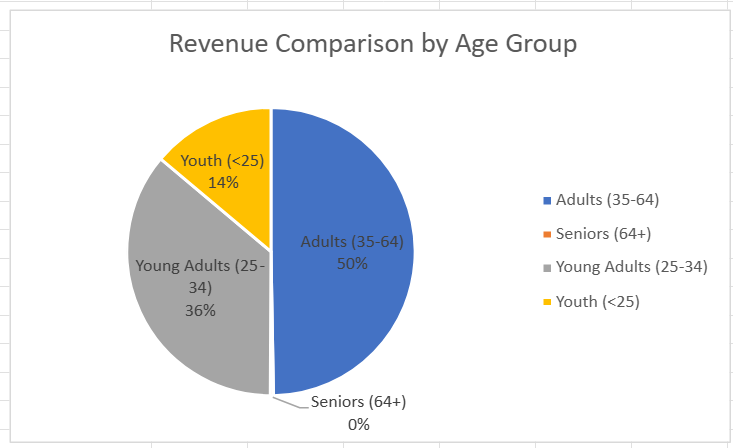 Revenue Comparison by Age Group
Youth (<25)
14%
Adults (35-64)
50%
Young Adults (25-
34)
36%
Seniors (64+)
0%
Adults (35-64)
Seniors (64+)
Young Adults (25-34)
Youth (<25)